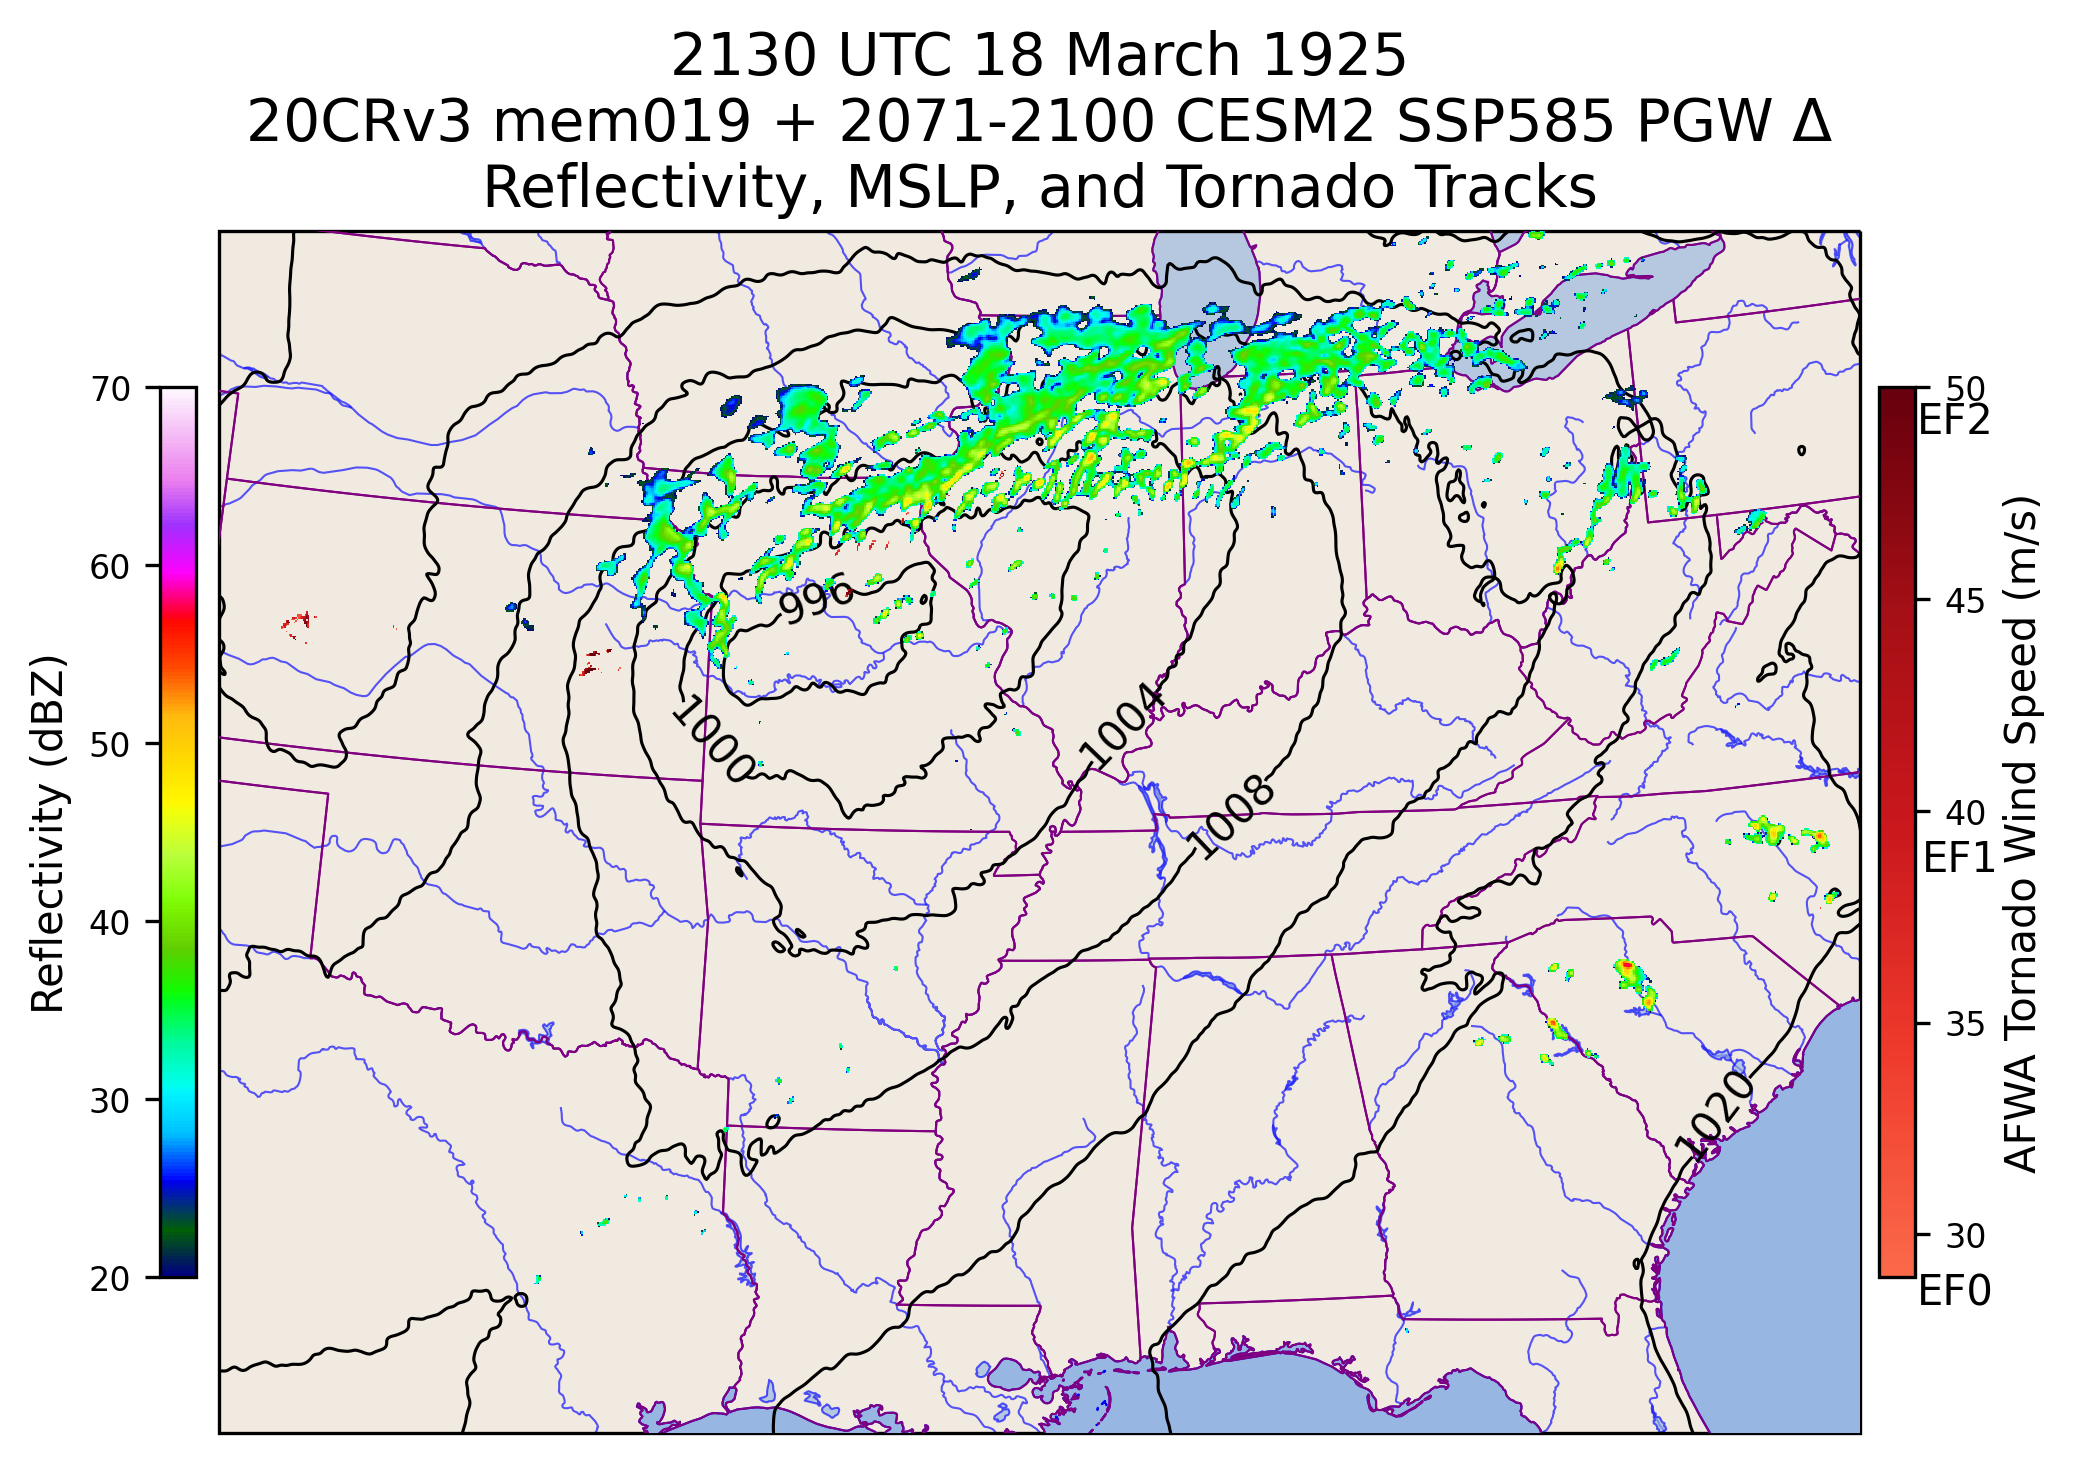 2130 UTC 18 March 1925
20CRv3 mem019 + 2071-2100 CESM2 SSP585 PGW Δ
Reflectivity, MSLP, and Tornado Tracks
Reflectivity (dBZ)
70
60
50
40
30
20
996
1000
1004
1008
1020
50
EF2
45
40
EF1
35
30
EF0
AFWA Tornado Wind Speed (m/s)